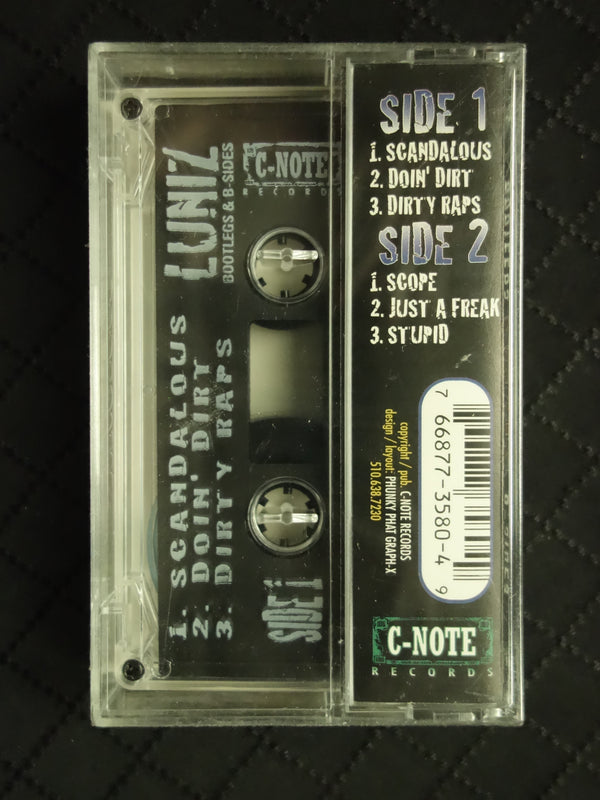 LUNIZ
BOOTLEGS & B-SIDES
C-NOTE
RECORDS
1. SCANDALOUS
2. DOIN' DIRT
3. DIRTY RAPS
SIDE 1
SIDE 1
1. SCANDALOUS
2. DOIN' DIRT
3. DIRTY RAPS
SIDE 2
1. SCOPE
2. JUST A FREAK
3. STUPID
copyright / pub. C-NOTE RECORDS
design / layout: PHUNKY PHAT GRAPH-X
510.638.7230
7 66877-3580-4 9
C-NOTE
RECORDS